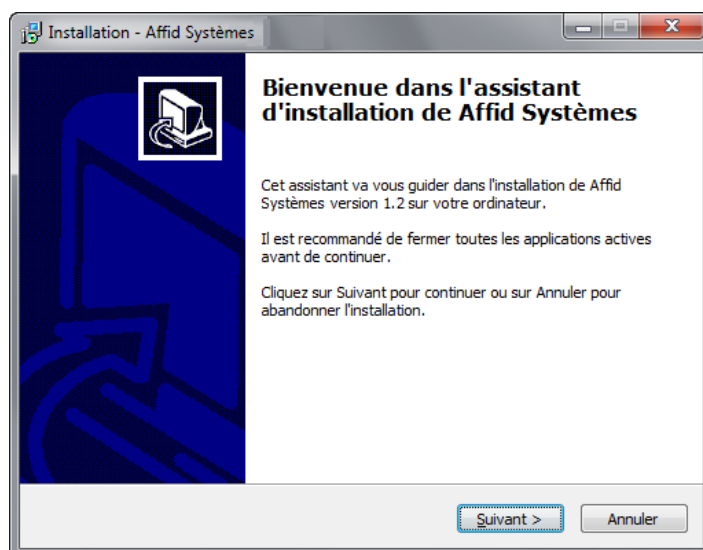 Installation - Affid Systèmes
Bienvenue dans l'assistant
d'installation de Affid Systèmes
Cet assistant va vous guider dans l'installation de Affid
Systèmes version 1.2 sur votre ordinateur.
Il est recommandé de fermer toutes les applications actives
avant de continuer.
Cliquez sur Suivant pour continuer ou sur Annuler pour
abandonner l'installation.
Suivant >
Annuler